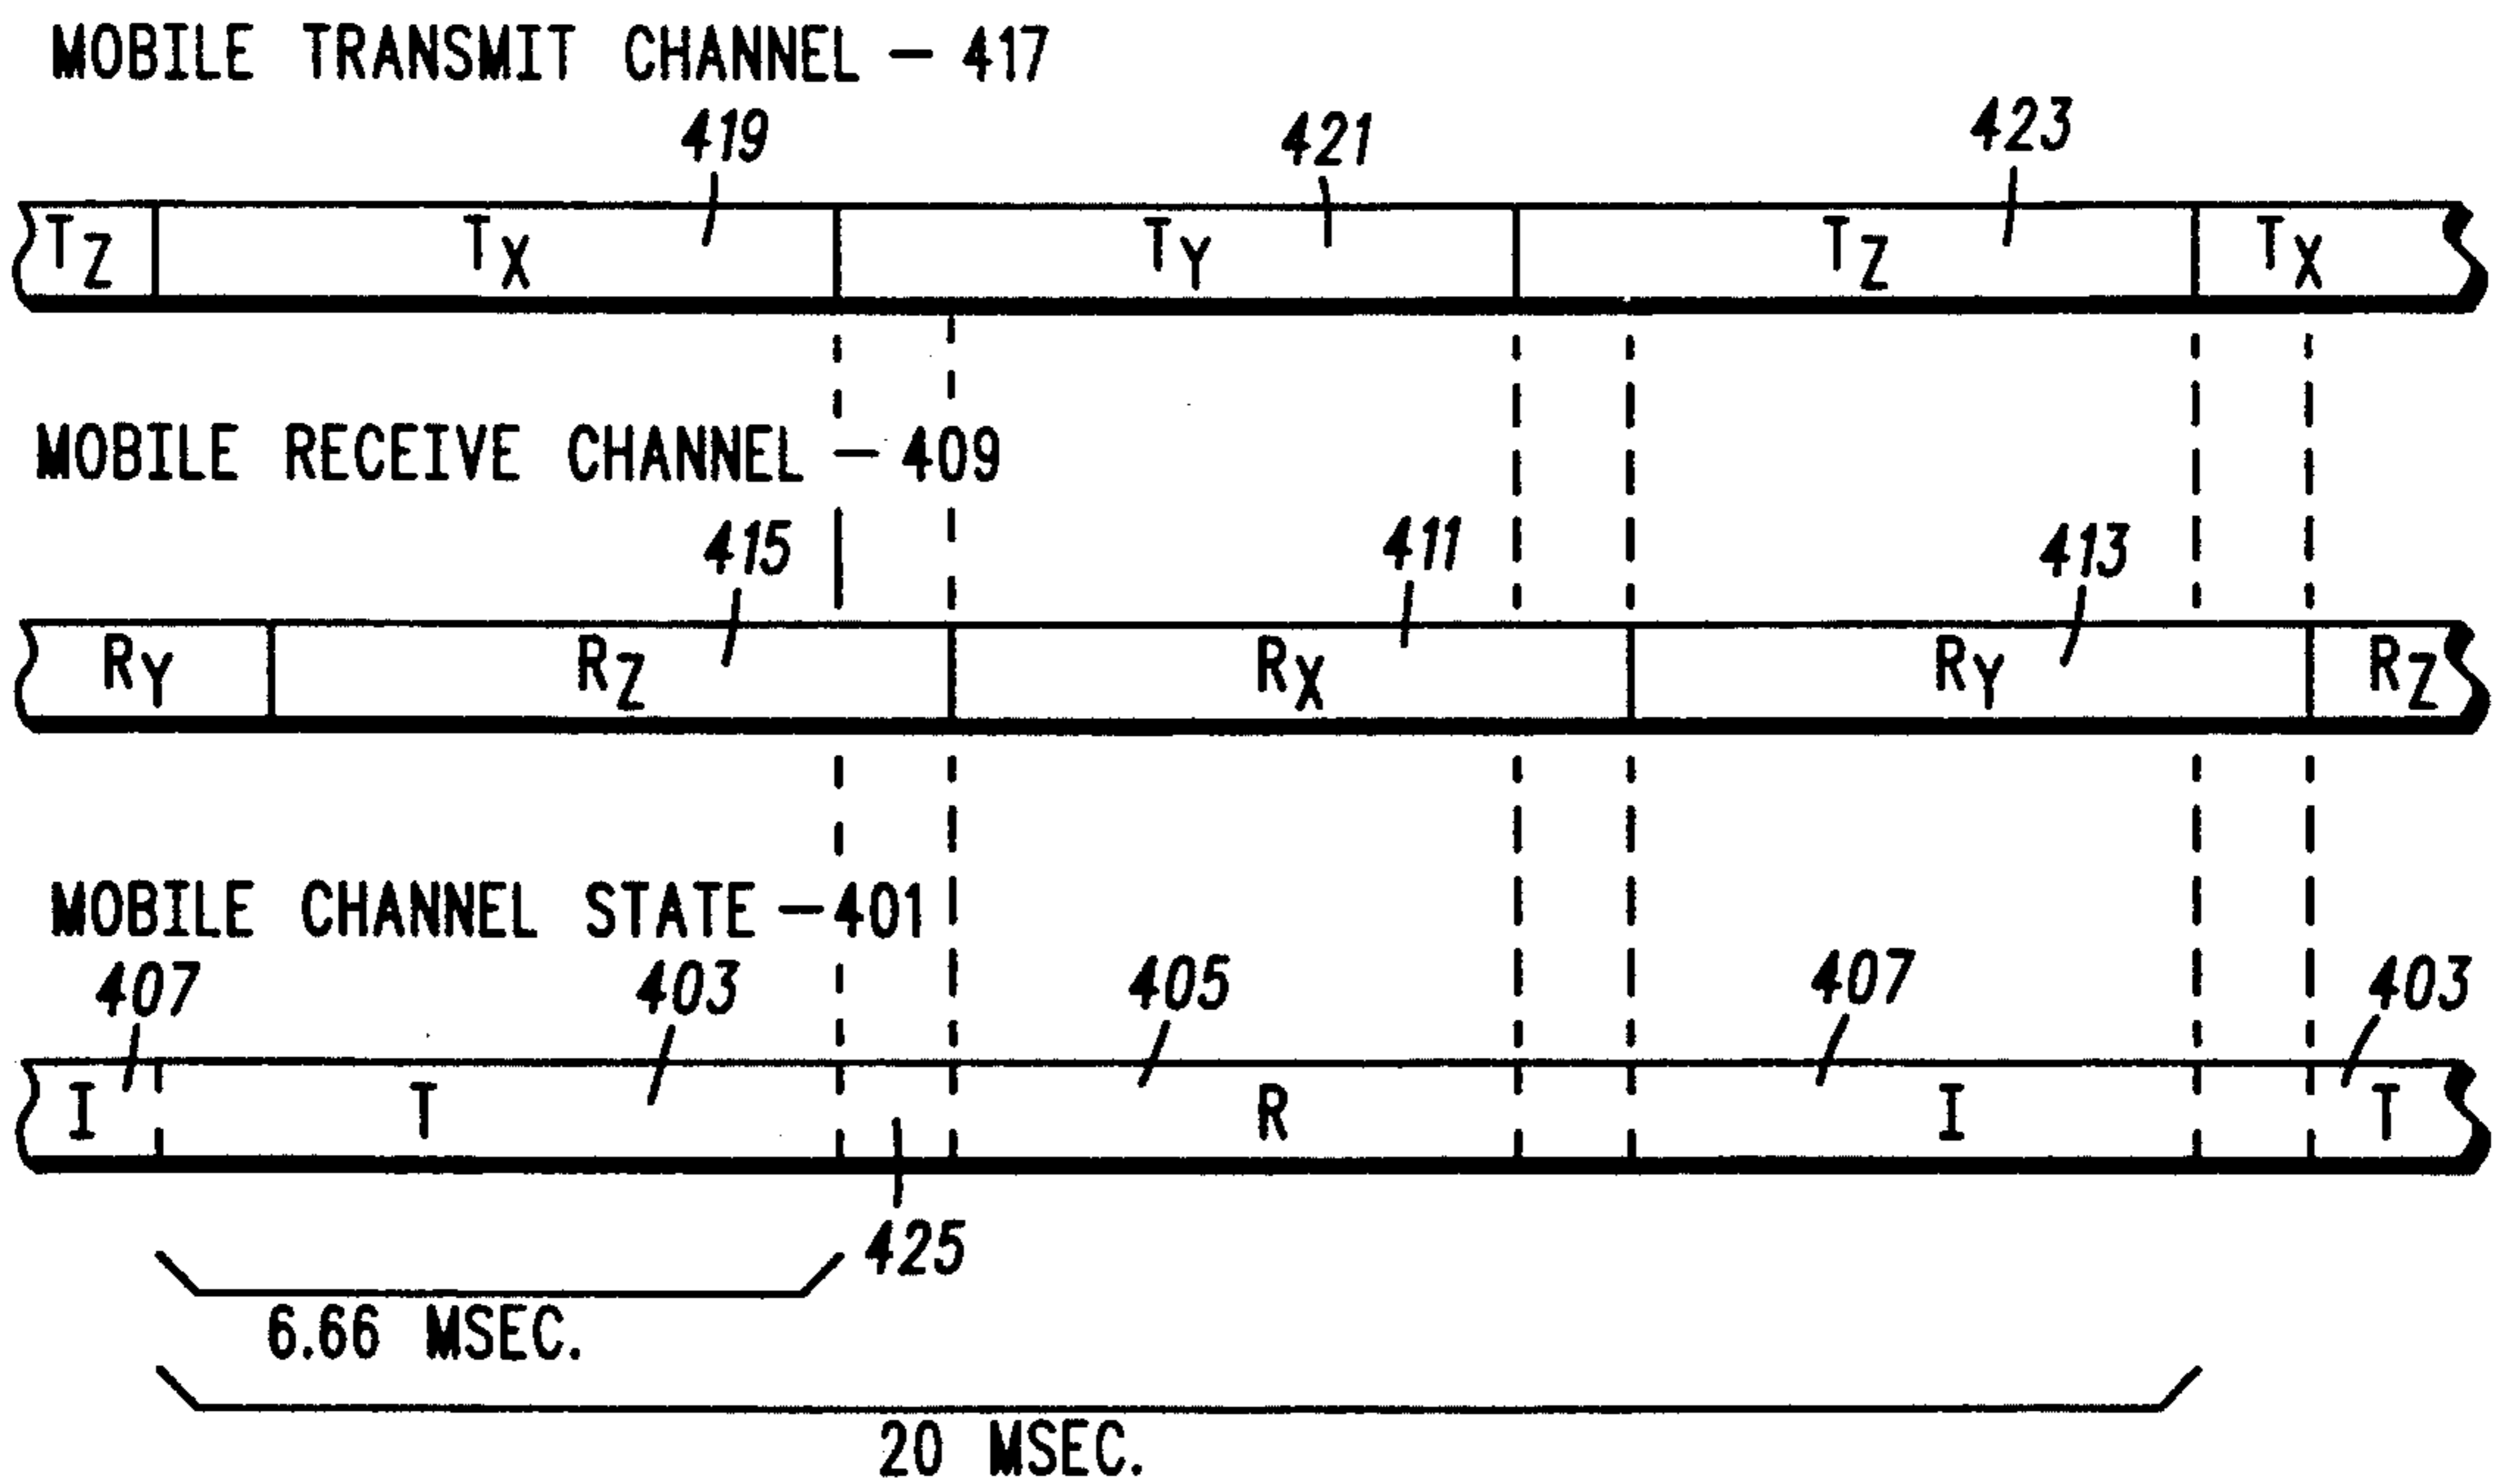 MOBILE TRANSMIT CHANNEL – 417
419 421 423
TZ TX TY TZ TX
MOBILE RECEIVE CHANNEL – 409
415 411 413
RY RZ RX RY RZ
MOBILE CHANNEL STATE – 401
407 403 405 407 403
I T R I T
425
6.66 MSEC.
20 MSEC.